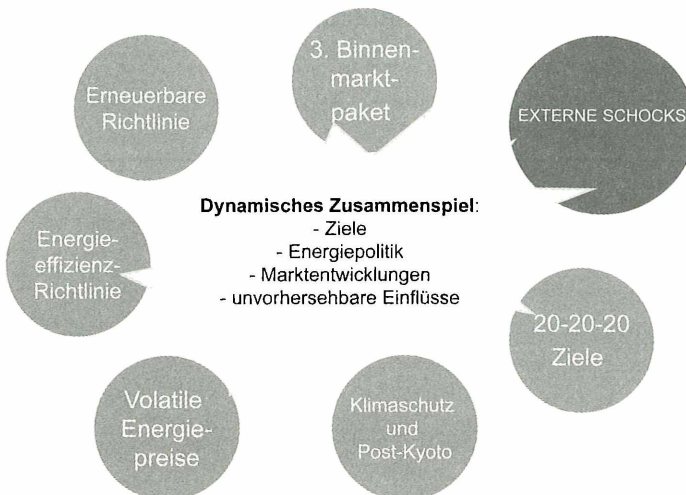 Erneuerbare
Richtlinie
3. Binnen-
markt-
paket
EXTERNE SCHOCKS
Dynamisches Zusammenspiel:
- Ziele
- Energiepolitik
- Marktentwicklungen
- unvorhersehbare Einflüsse
Energie-
effizienz-
Richtlinie
20-20-20
Ziele
Volatile
Energie-
preise
Klimaschutz
und
Post-Kyoto